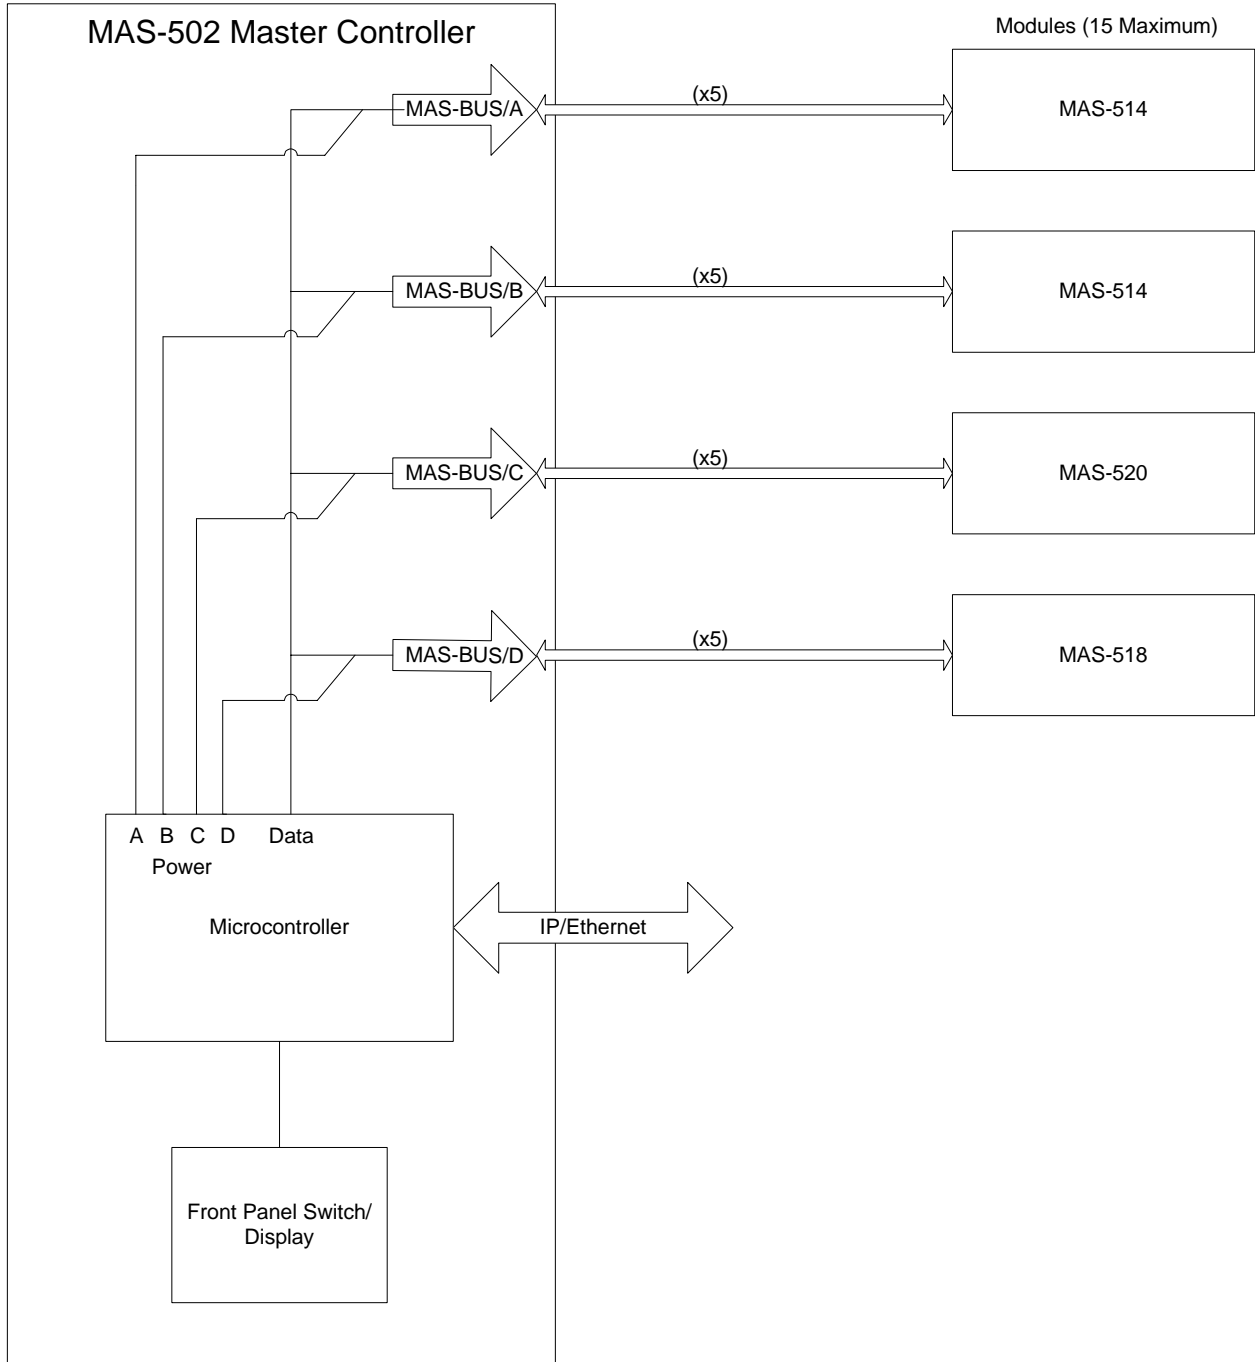 MAS-502 Master Controller
Modules (15 Maximum)
MAS-BUS/A
(x5)
MAS-514
MAS-BUS/B
(x5)
MAS-514
MAS-BUS/C
(x5)
MAS-520
MAS-BUS/D
(x5)
MAS-518
A B C D Data
Power
Microcontroller
IP/Ethernet
Front Panel Switch/
Display